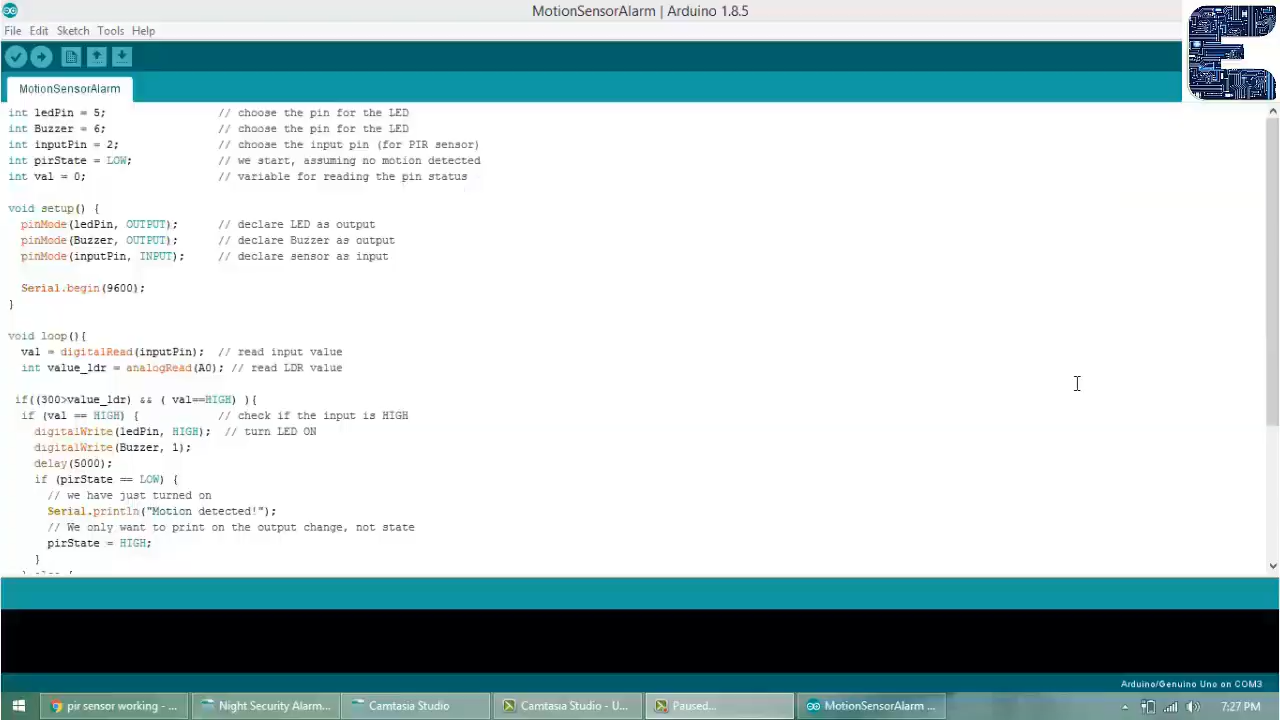 MotionSensorAlarm | Arduino 1.8.5
File Edit Sketch Tools Help
MotionSensorAlarm
int ledPin = 5; // choose the pin for the LED
int Buzzer = 6; // choose the pin for the LED
int inputPin = 2; // choose the input pin (for PIR sensor)
int pirState = LOW; // we start, assuming no motion detected
int val = 0; // variable for reading the pin status
void setup() {
pinMode(ledPin, OUTPUT); // declare LED as output
pinMode(Buzzer, OUTPUT); // declare Buzzer as output
pinMode(inputPin, INPUT); // declare sensor as input
Serial.begin(9600);
}
void loop(){
val = digitalRead(inputPin); // read input value
int value_ldr = analogRead(A0); // read LDR value
if((300>value_ldr) && ( val==HIGH) ){
if (val == HIGH) { // check if the input is HIGH
digitalWrite(ledPin, HIGH); // turn LED ON
digitalWrite(Buzzer, 1);
delay(5000);
if (pirState == LOW) {
// we have just turned on
Serial.println("Motion detected!");
// We only want to print on the output change, not state
pirState = HIGH;
}
} else {
Arduino/Genuino Uno on COM3
pir sensor working - ... Night Security Alarm... Camtasia Studio Camtasia Studio - U... Paused... MotionSensorAlarm ... 7:27 PM